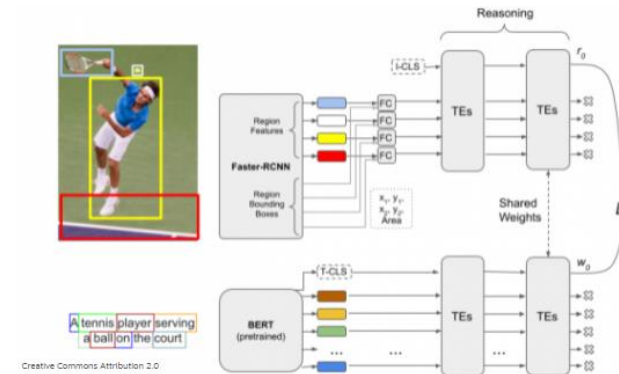 Reasoning
I-CLS
TEs
TEs
r0
Region
Features
FC
FC
FC
FC
Faster-RCNN
Region
Bounding
Boxes
x1, y1,
x2, y2,
Area
Shared
Weights
L
T-CLS
w0
BERT
(pretrained)
TEs
TEs
... ... ...
A tennis player serving
a ball on the court
Creative Commons Attribution 2.0